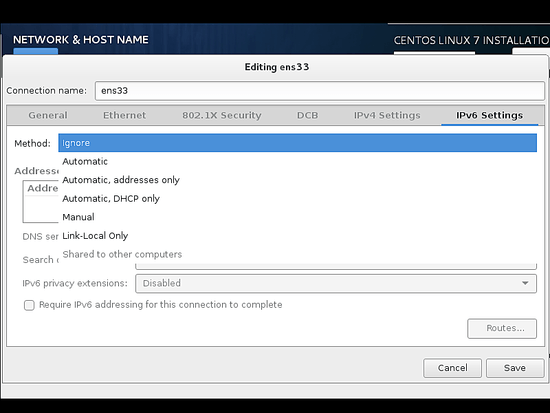 NETWORK & HOST NAME
CENTOS LINUX 7 INSTALLATIO
Editing ens33
Connection name: ens33
General Ethernet 802.1X Security DCB IPv4 Settings IPv6 Settings
Method: Ignore
Automatic
Addresse
Automatic, addresses only
Addre
Automatic, DHCP only
Manual
DNS ser
Link-Local Only
Search
Shared to other computers
IPv6 privacy extensions: Disabled
Require IPv6 addressing for this connection to complete
Routes...
Cancel Save